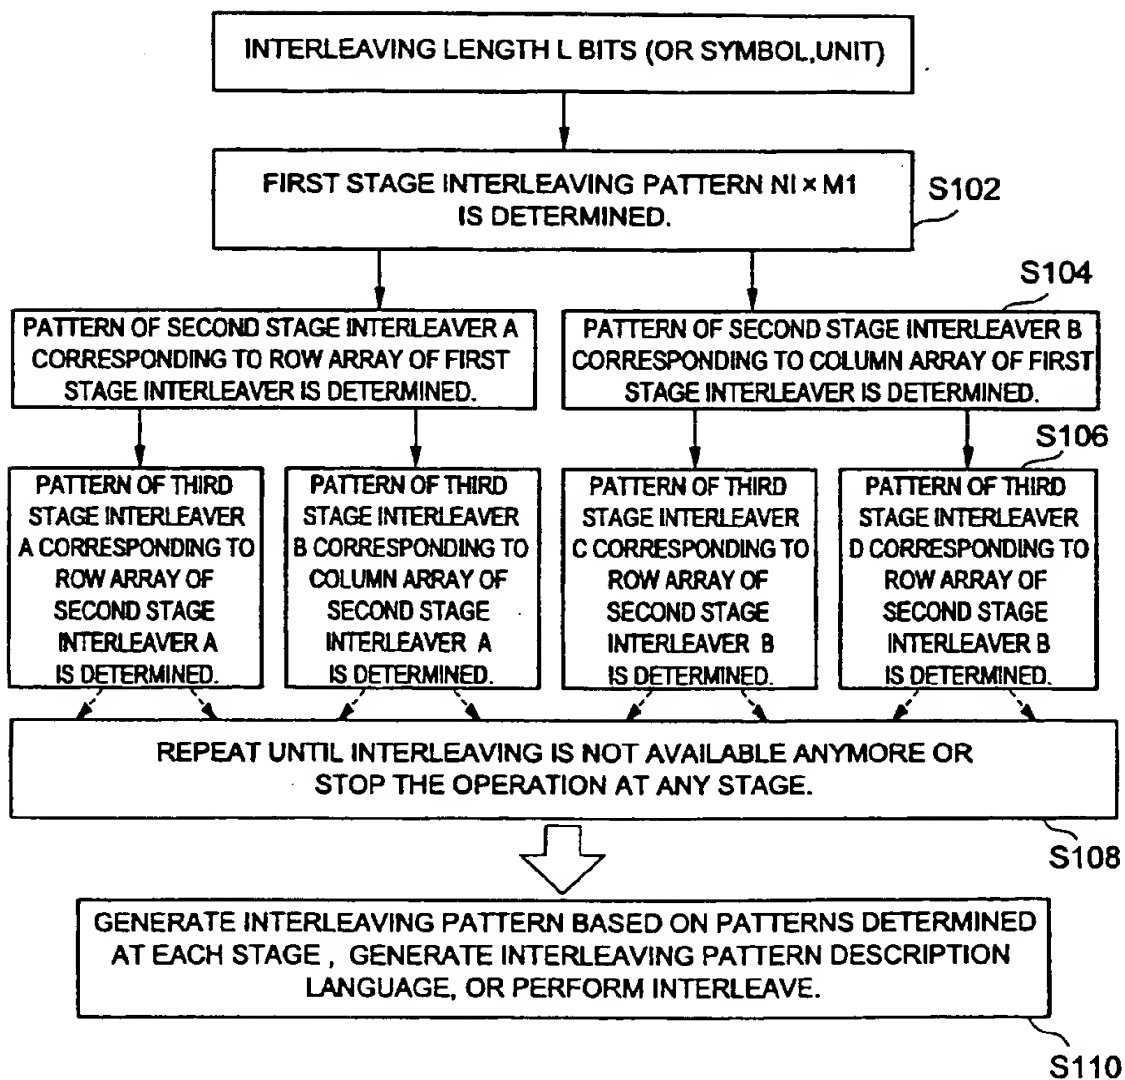 INTERLEAVING LENGTH L BITS (OR SYMBOL,UNIT)
FIRST STAGE INTERLEAVING PATTERN NI × M1
IS DETERMINED.
S102
S104
PATTERN OF SECOND STAGE INTERLEAVER A
CORRESPONDING TO ROW ARRAY OF FIRST
STAGE INTERLEAVER IS DETERMINED.
PATTERN OF SECOND STAGE INTERLEAVER B
CORRESPONDING TO COLUMN ARRAY OF FIRST
STAGE INTERLEAVER IS DETERMINED.
S106
PATTERN OF THIRD
STAGE INTERLEAVER
A CORRESPONDING TO
ROW ARRAY OF
SECOND STAGE
INTERLEAVER A
IS DETERMINED.
PATTERN OF THIRD
STAGE INTERLEAVER
B CORRESPONDING TO
COLUMN ARRAY OF
SECOND STAGE
INTERLEAVER A
IS DETERMINED.
PATTERN OF THIRD
STAGE INTERLEAVER
C CORRESPONDING TO
ROW ARRAY OF
SECOND STAGE
INTERLEAVER B
IS DETERMINED.
PATTERN OF THIRD
STAGE INTERLEAVER
D CORRESPONDING TO
ROW ARRAY OF
SECOND STAGE
INTERLEAVER B
IS DETERMINED.
REPEAT UNTIL INTERLEAVING IS NOT AVAILABLE ANYMORE OR
STOP THE OPERATION AT ANY STAGE.
S108
GENERATE INTERLEAVING PATTERN BASED ON PATTERNS DETERMINED
AT EACH STAGE , GENERATE INTERLEAVING PATTERN DESCRIPTION
LANGUAGE, OR PERFORM INTERLEAVE.
S110